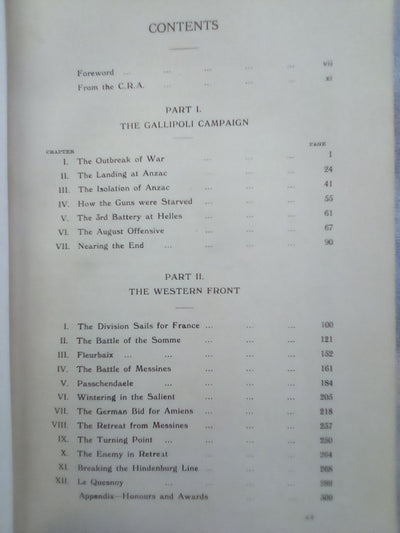 CONTENTS
Foreword ... ... ... ... ... vii
From the C.R.A. ... ... ... ... xi
PART I.
THE GALLIPOLI CAMPAIGN
CHAPTER PAGE
I. The Outbreak of War ... ... ... 1
II. The Landing at Anzac ... ... ... 24
III. The Isolation of Anzac ... ... ... 41
IV. How the Guns were Starved ... ... ... 55
V. The 3rd Battery at Helles ... ... ... 61
VI. The August Offensive ... ... ... 67
VII. Nearing the End ... ... ... ... 90
PART II.
THE WESTERN FRONT
I. The Division Sails for France ... ... ... 100
II. The Battle of the Somme ... ... ... 121
III. Fleurbaix ... ... ... ... ... 152
IV. The Battle of Messines ... ... ... 161
V. Passchendaele ... ... ... ... 184
VI. Wintering in the Salient ... ... ... 205
VII. The German Bid for Amiens ... ... ... 218
VIII. The Retreat from Messines ... ... ... 237
IX. The Turning Point ... ... ... ... 250
X. The Enemy in Retreat ... ... ... 264
XI. Breaking the Hindenburg Line ... ... ... 268
XII. Le Quesnoy ... ... ... ... 289
Appendix—Honours and Awards ... ... 300